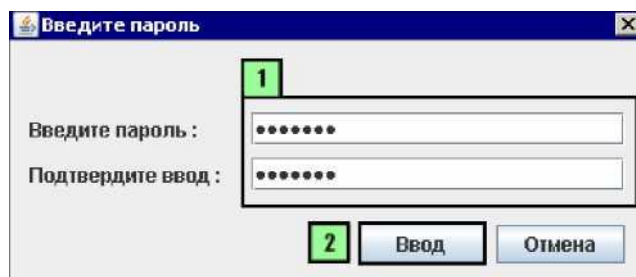 Введите пароль
1
Введите пароль : •••••••
Подтвердите ввод : •••••••
2 Ввод Отмена